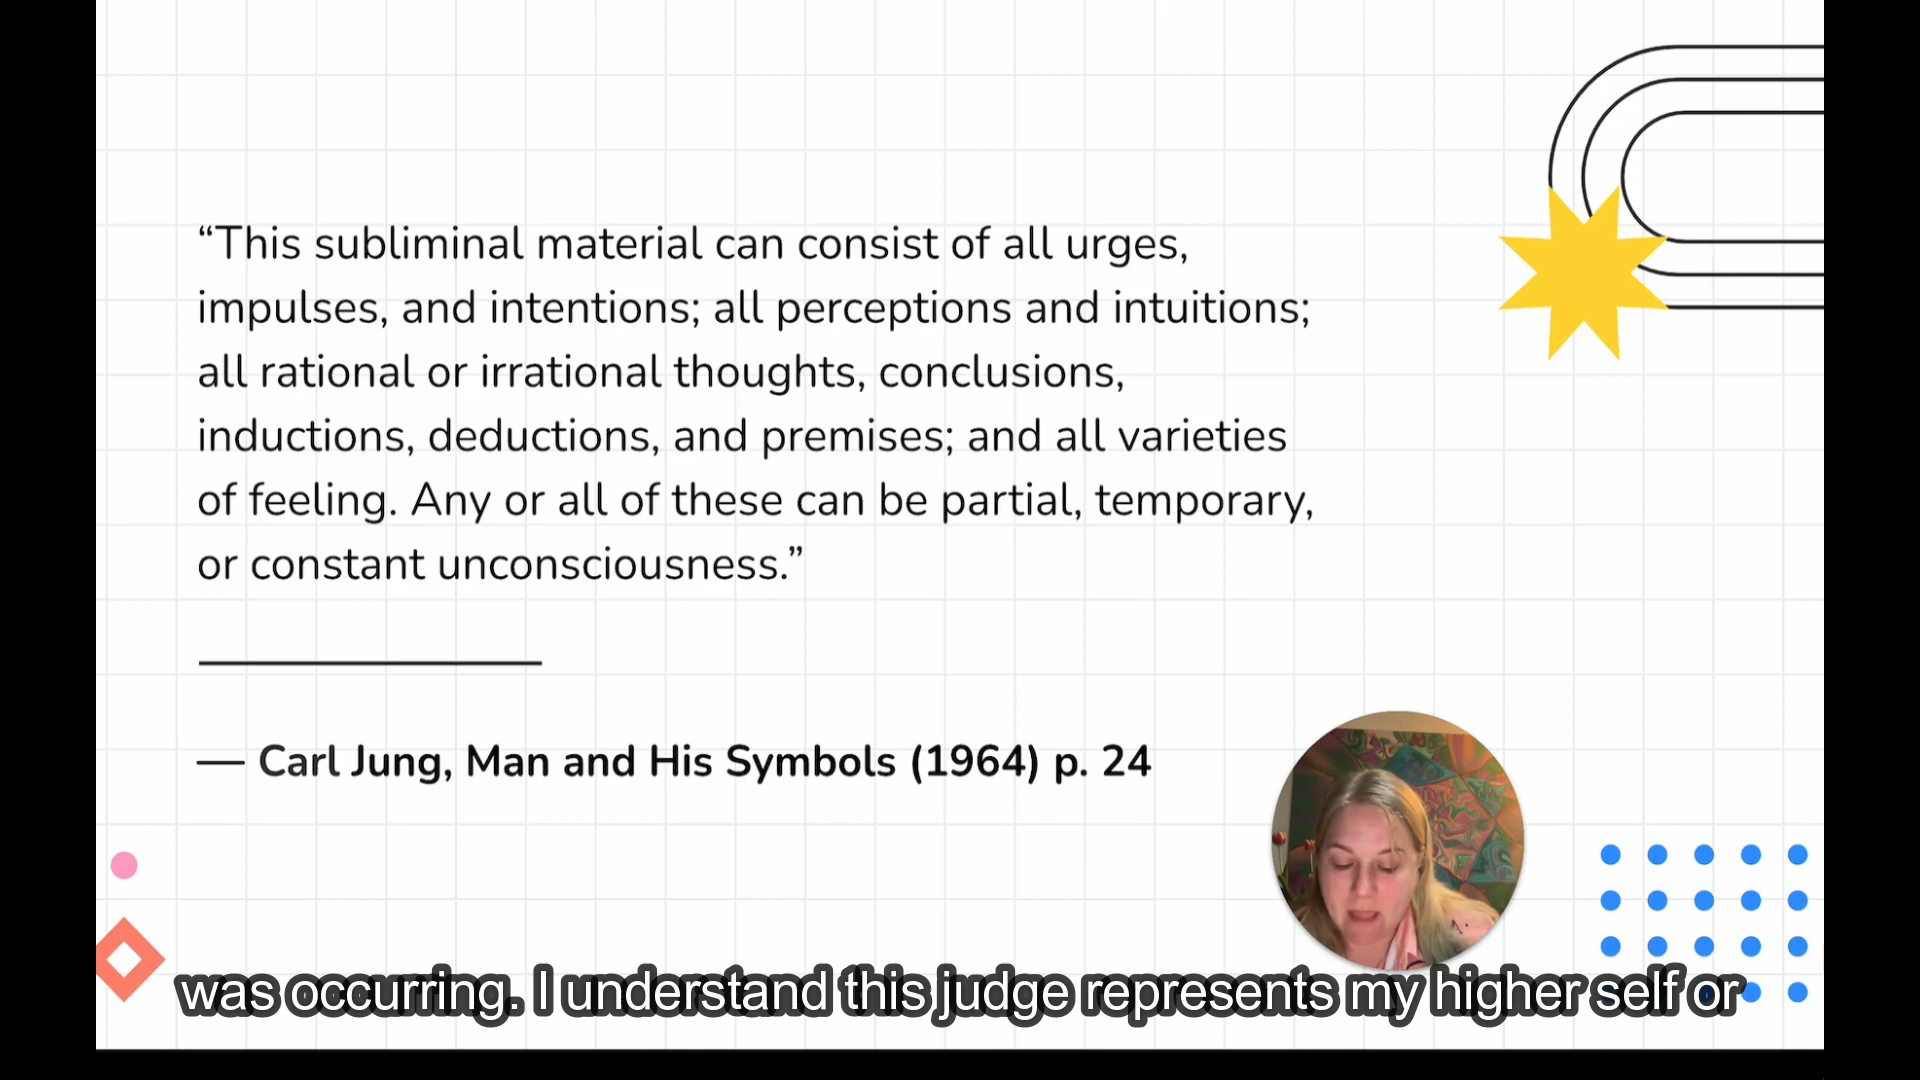 “This subliminal material can consist of all urges,
impulses, and intentions; all perceptions and intuitions;
all rational or irrational thoughts, conclusions,
inductions, deductions, and premises; and all varieties
of feeling. Any or all of these can be partial, temporary,
or constant unconsciousness.”
— Carl Jung, Man and His Symbols (1964) p. 24
was occurring. I understand this judge represents my higher self or